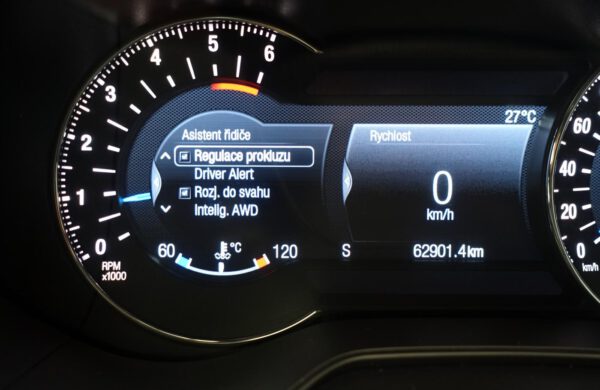 0
1
2
3
4
5
6
RPM
x1000
Asistent řidiče
Regulace prokluzu
Driver Alert
Rozj. do svahu
Intelig. AWD
60 °C 120
27°C
Rychlost
0
km/h
S 62901.4 km
60
40
20
0
km/h